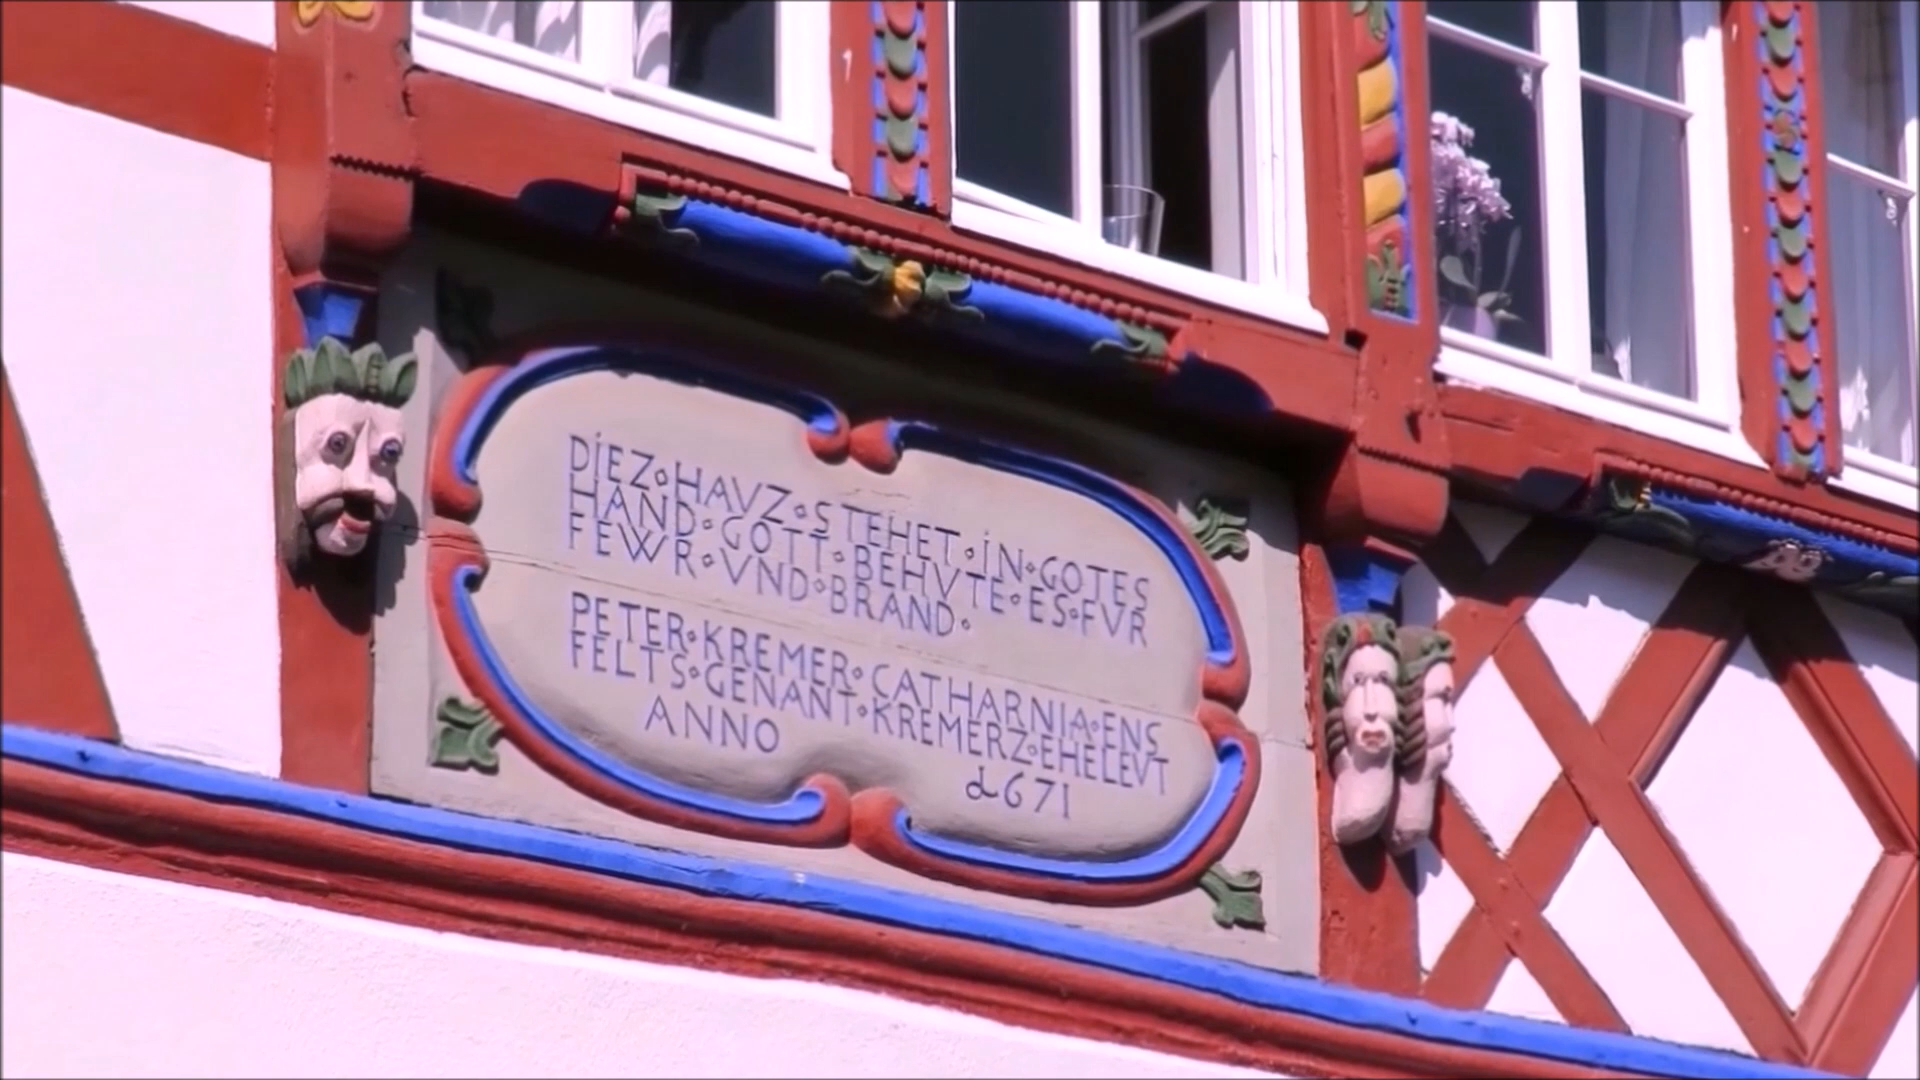 DiEZ∘HAVZ∘STEHET∘iN∘GOTES
HAND∘GOTT∘BEHVTE∘ES∘FVR
FEWR∘VND∘BRAND∘
PETER∘KREMER∘CATHARNIA∘ENS
FELTS∘GENANT∘KREMERZ∘EHELEVT
ANNO
1671